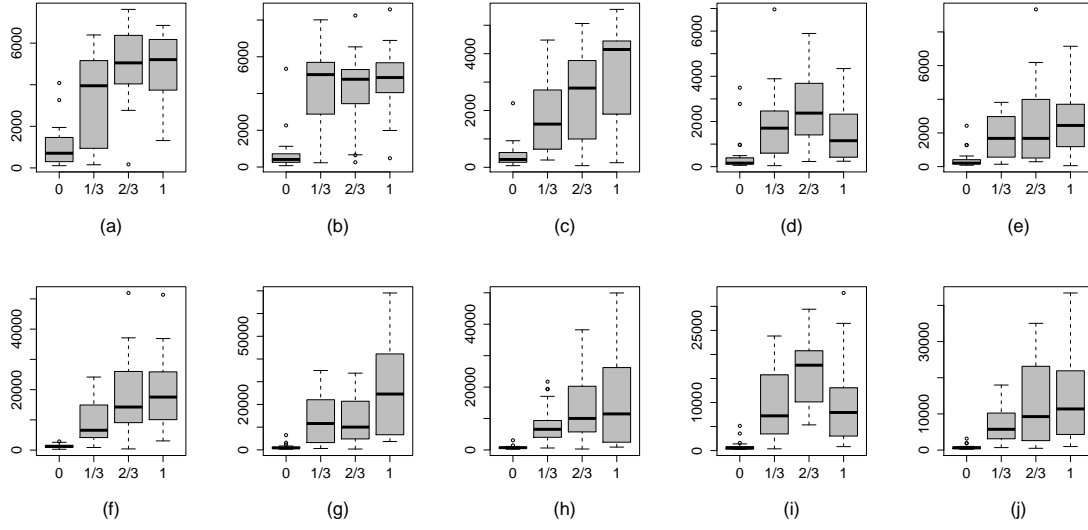 0 2000 6000
0 1/3 2/3 1
(a)
0 2000 4000 6000 8000
0 1/3 2/3 1
(b)
0 2000 4000
0 1/3 2/3 1
(c)
0 2000 4000 6000
0 1/3 2/3 1
(d)
0 2000 6000
0 1/3 2/3 1
(e)
0 20000 40000
0 1/3 2/3 1
(f)
0 20000 50000
0 1/3 2/3 1
(g)
0 20000 40000
0 1/3 2/3 1
(h)
0 10000 25000
0 1/3 2/3 1
(i)
0 10000 30000
0 1/3 2/3 1
(j)